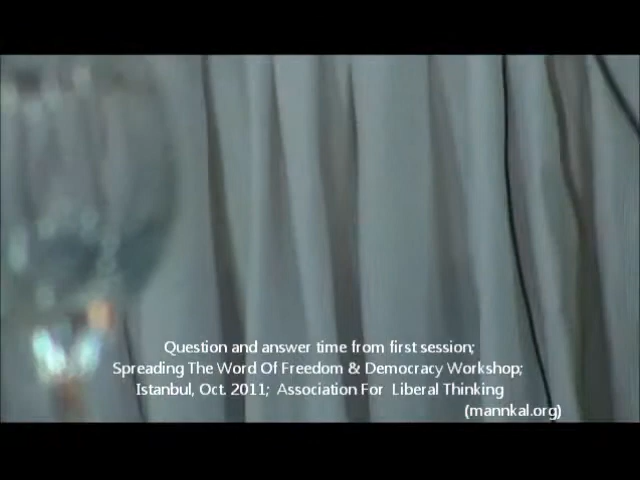 Question and answer time from first session;
Spreading The Word Of Freedom & Democracy Workshop;
Istanbul, Oct. 2011;  Association For  Liberal Thinking
(mannkal.org)